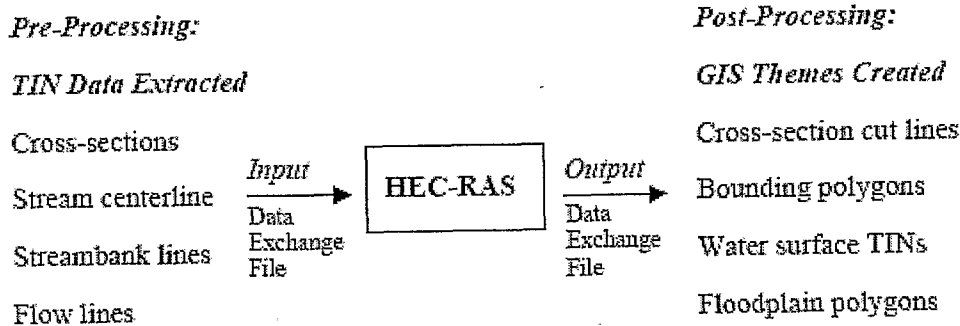 Pre-Processing:
TIN Data Extracted
Cross-sections
Stream centerline
Streambank lines
Flow lines
Input
Data
Exchange
File
HEC-RAS
Output
Data
Exchange
File
Post-Processing:
GIS Themes Created
Cross-section cut lines
Bounding polygons
Water surface TINs
Floodplain polygons